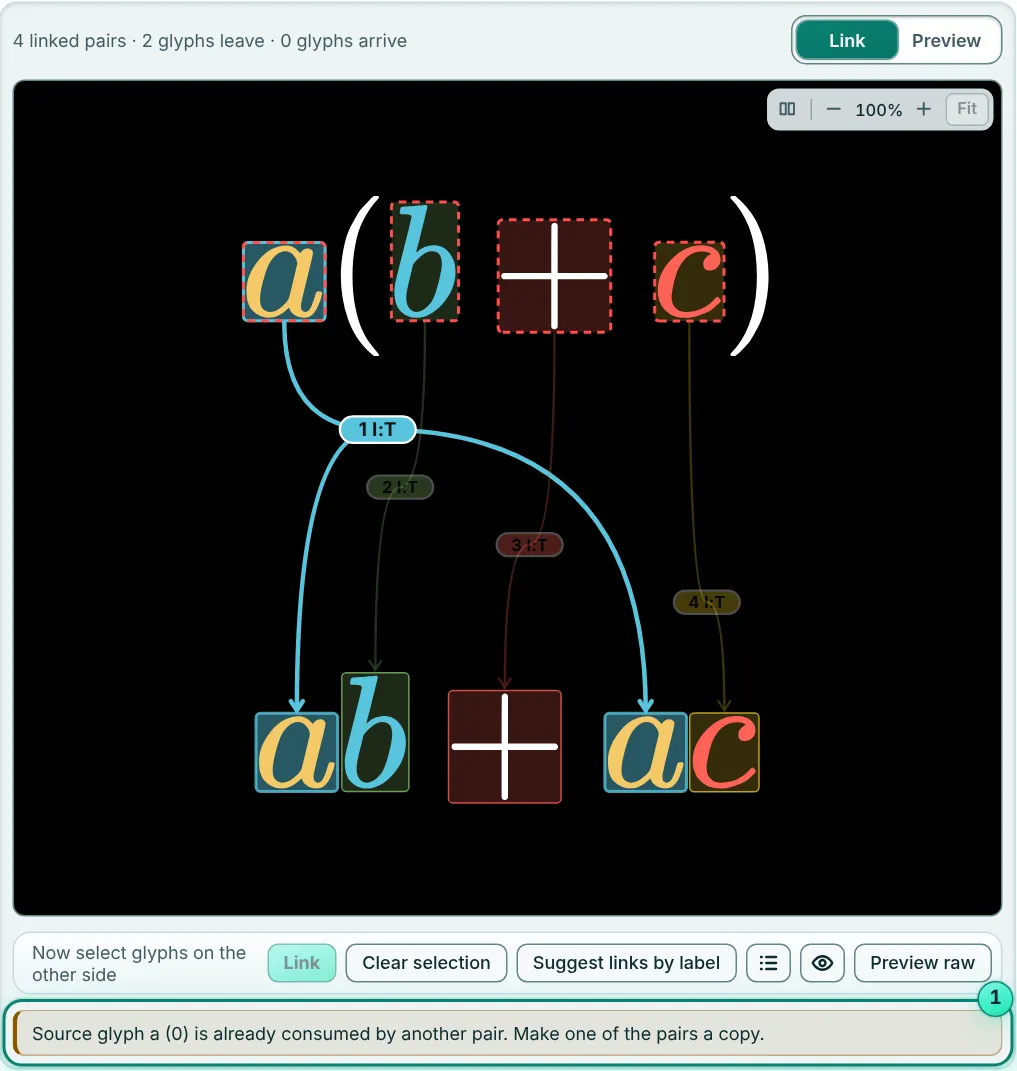 4 linked pairs · 2 glyphs leave · 0 glyphs arrive
Link Preview
− 100% + Fit
a(b + c)
1 I:T
2 I:T
3 I:T
4 I:T
ab + ac
Now select glyphs on the
other side
Link Clear selection Suggest links by label Preview raw
1
Source glyph a (0) is already consumed by another pair. Make one of the pairs a copy.